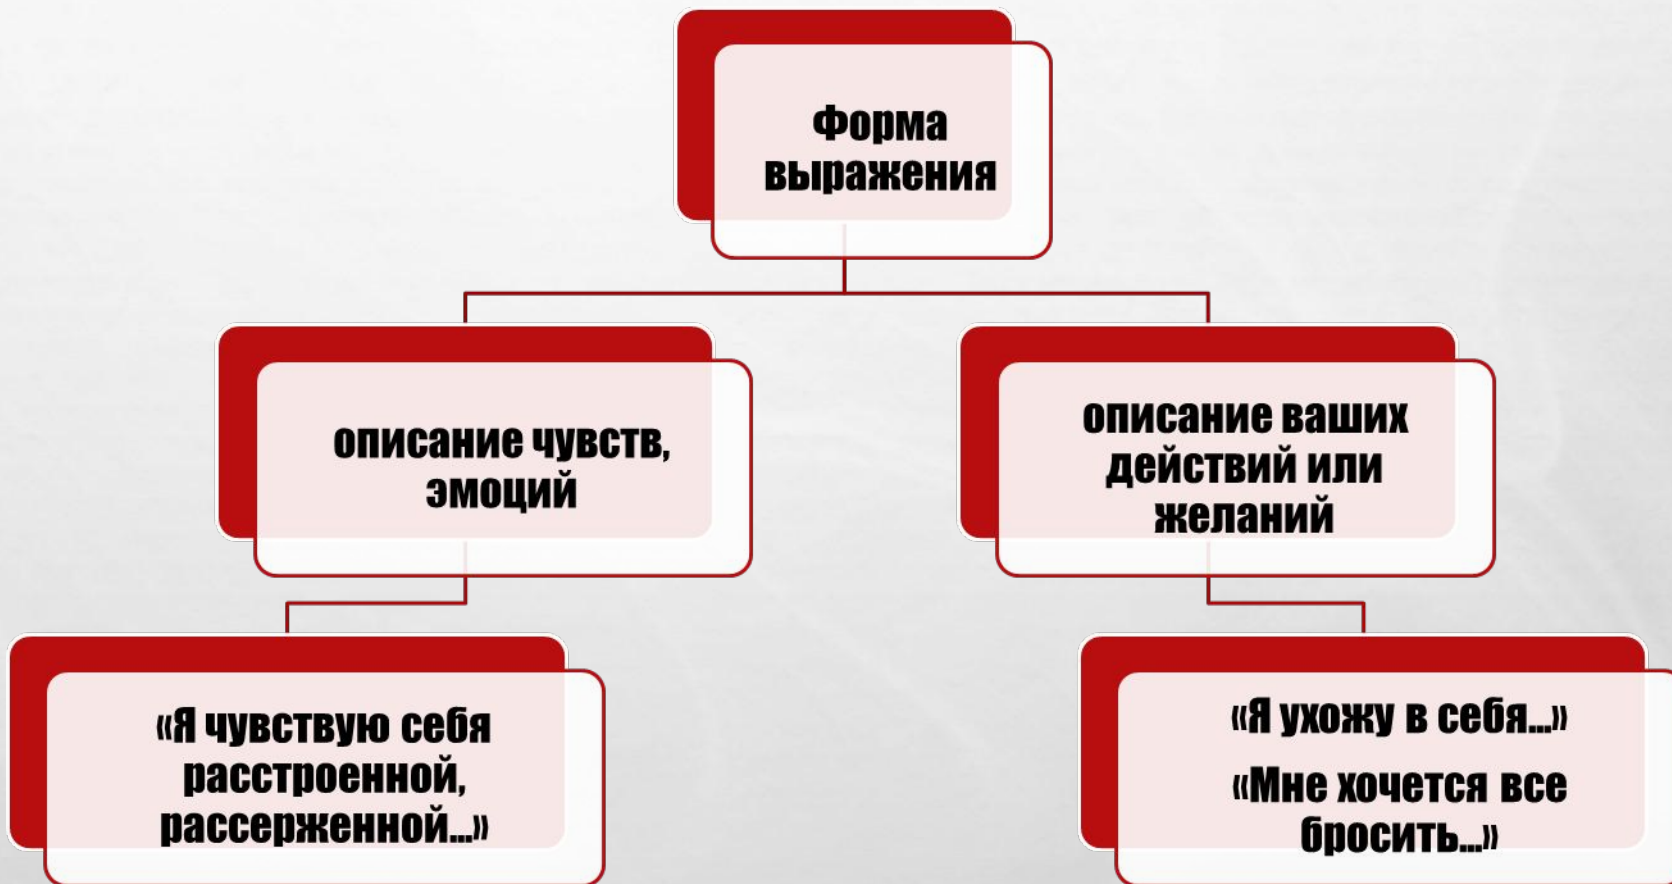 Форма
выражения
описание чувств,
эмоций
описание ваших
действий или
желаний
«Я чувствую себя
расстроенной,
рассерженной...»
«Я ухожу в себя...»
«Мне хочется все
бросить...»